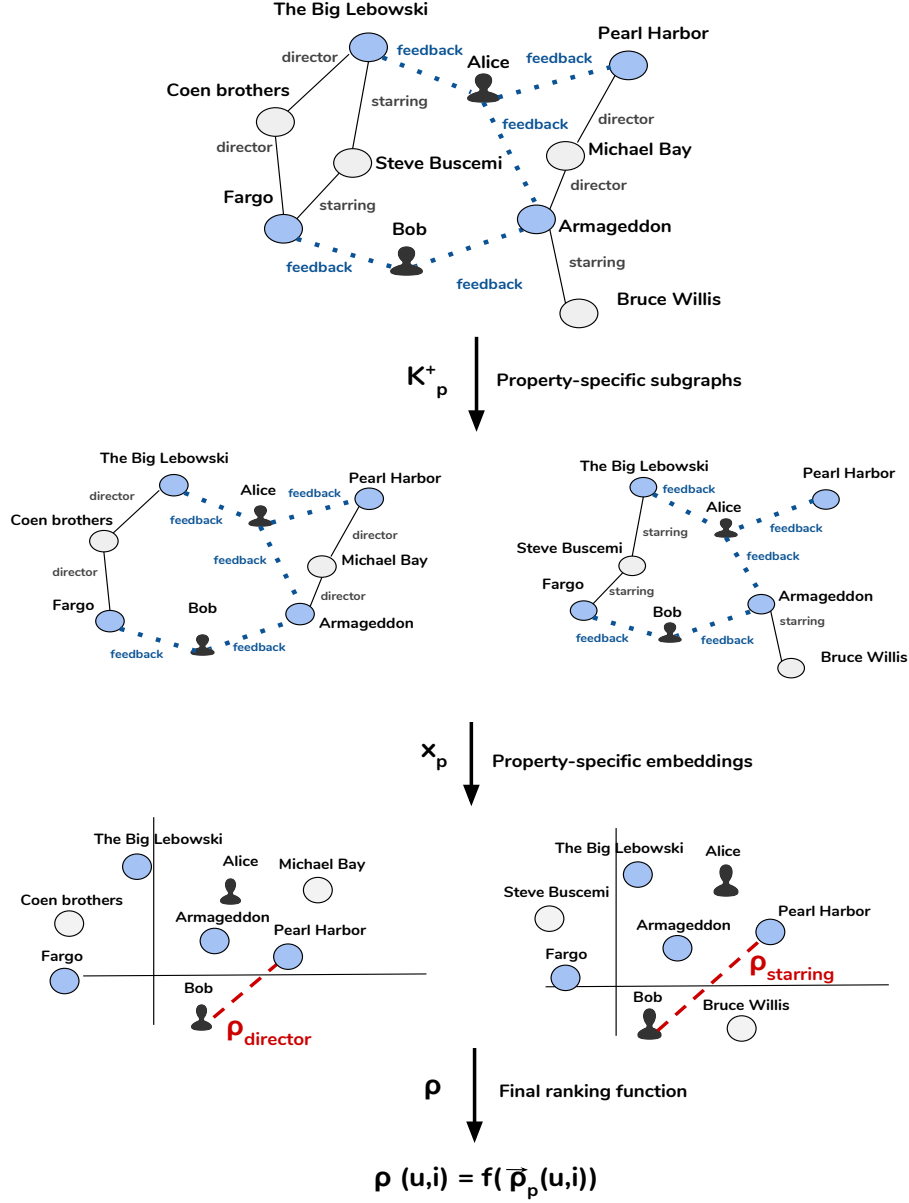 The Big Lebowski
Pearl Harbor
director
feedback
Alice
feedback
Coen brothers
starring
feedback
director
director
Michael Bay
Steve Buscemi
director
Fargo
starring
Bob
Armageddon
feedback
starring
feedback
Bruce Willis
K+p
Property-specific subgraphs
The Big Lebowski
Pearl Harbor
director
Alice
feedback
Coen brothers
feedback
director
feedback
Michael Bay
director
director
Fargo
Bob
Armageddon
feedback
feedback
The Big Lebowski
Pearl Harbor
feedback
Alice
feedback
starring
Steve Buscemi
feedback
Fargo
starring
Bob
Armageddon
starring
feedback
feedback
Bruce Willis
xp
Property-specific embeddings
The Big Lebowski
Alice
Michael Bay
Coen brothers
Armageddon
Pearl Harbor
Fargo
Bob
ρdirector
The Big Lebowski
Alice
Steve Buscemi
Pearl Harbor
Armageddon
Fargo
ρstarring
Bob
Bruce Willis
ρ
Final ranking function
ρ (u,i) = f( ρ⃗p(u,i))